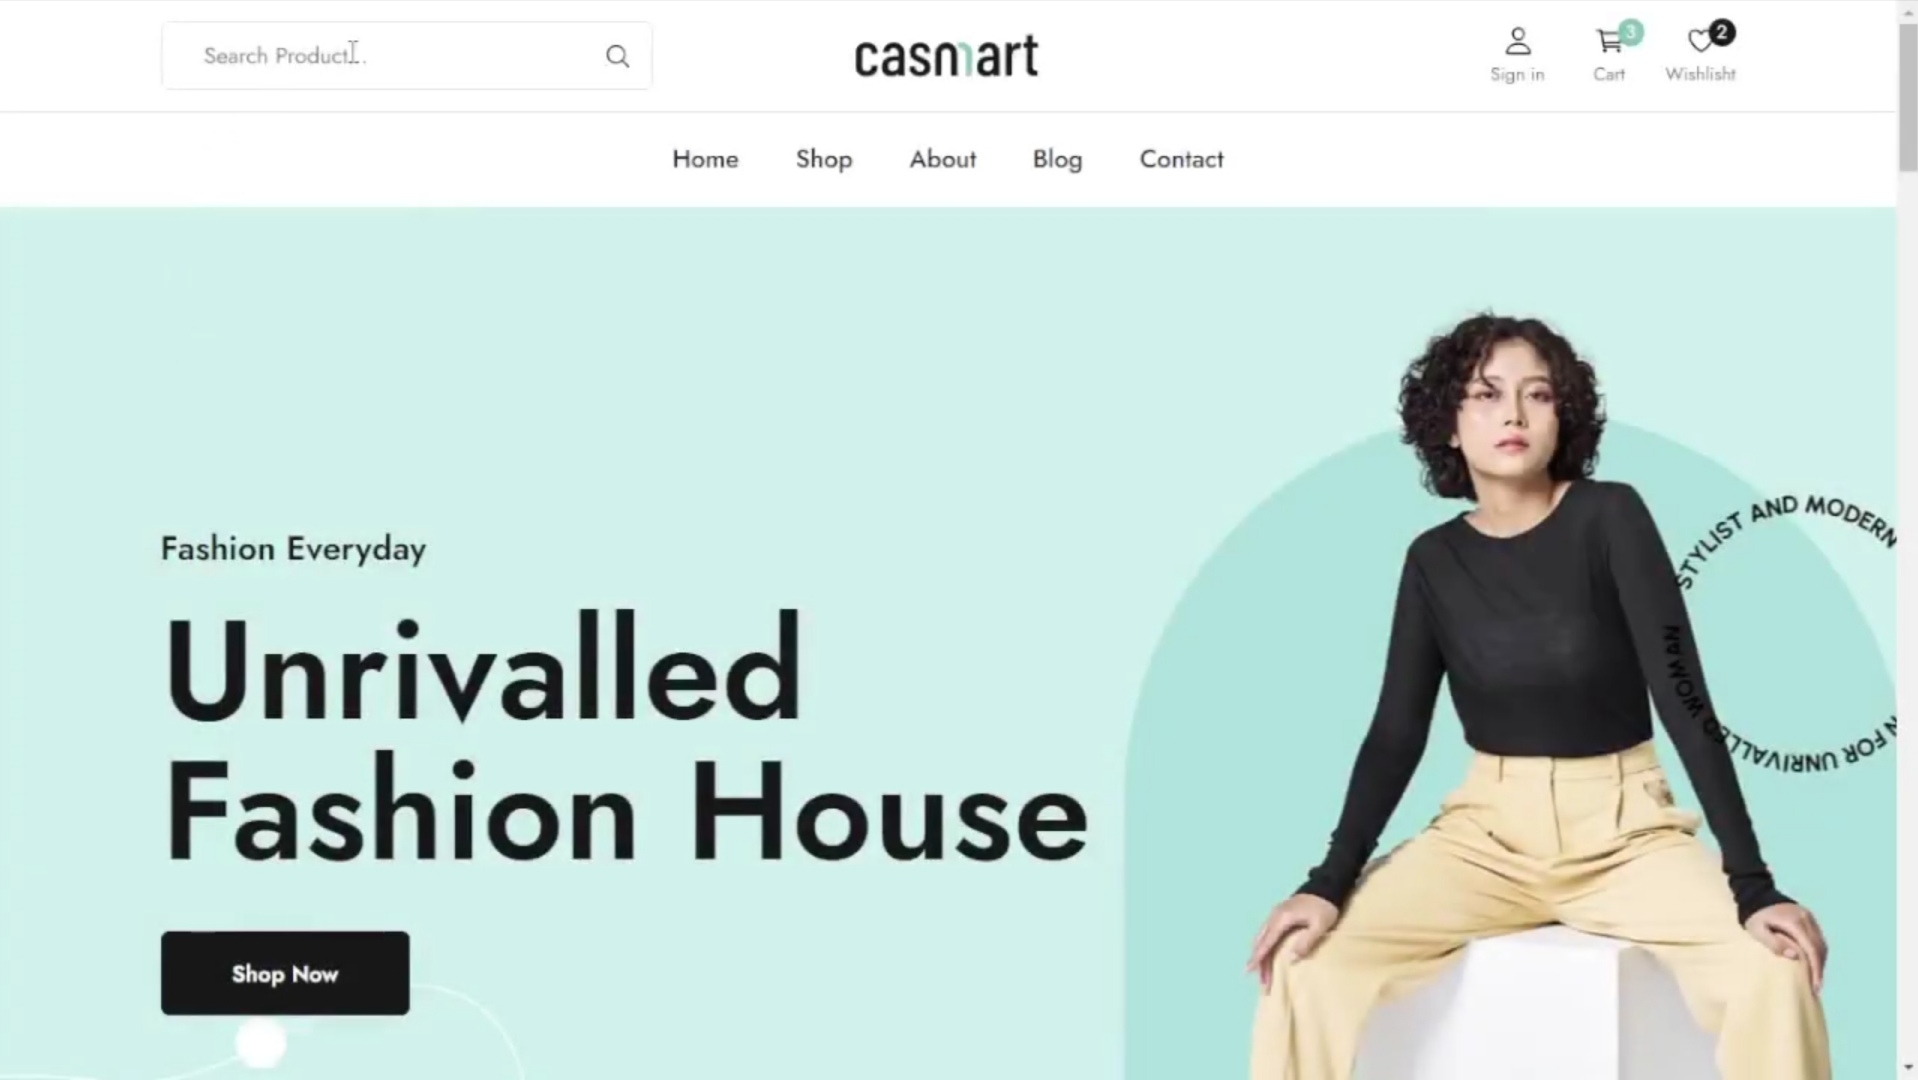 Search Product...
casmart
3
2
Sign in
Cart
Wishlisht
Home
Shop
About
Blog
Contact
Fashion Everyday
Unrivalled
Fashion House
Shop Now
STYLIST AND MODERN
N FOR UNRIVALLED WOMAN